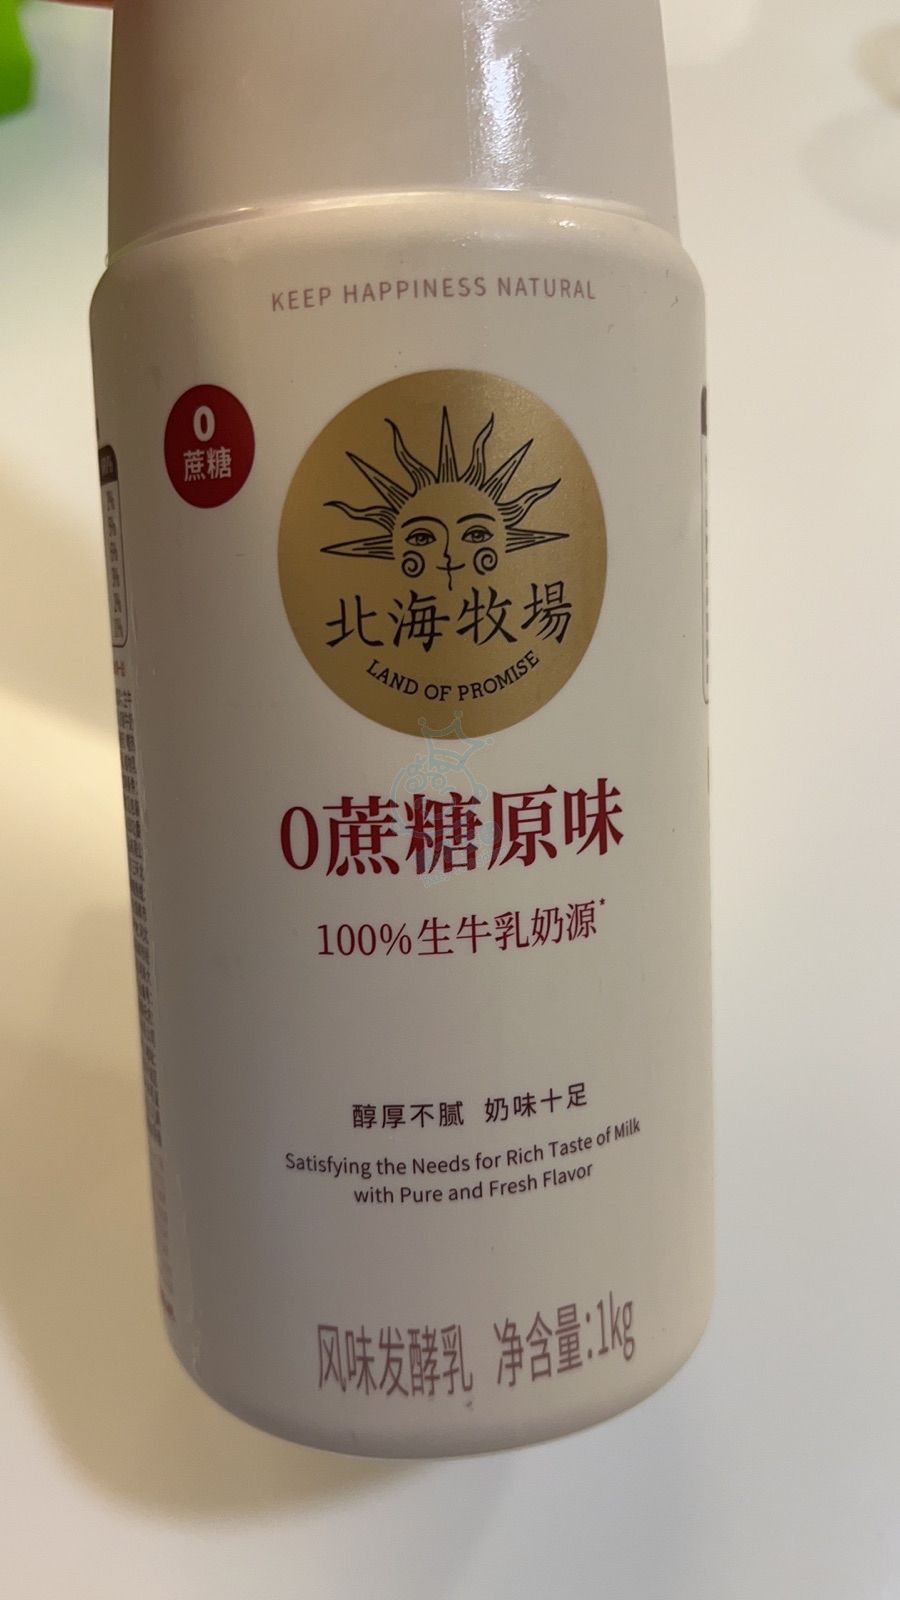 KEEP HAPPINESS NATURAL
0
蔗糖
北海牧場
LAND OF PROMISE
0蔗糖原味
100%生牛乳奶源*
醇厚不腻 奶味十足
Satisfying the Needs for Rich Taste of Milk
with Pure and Fresh Flavor
风味发酵乳 净含量:1kg